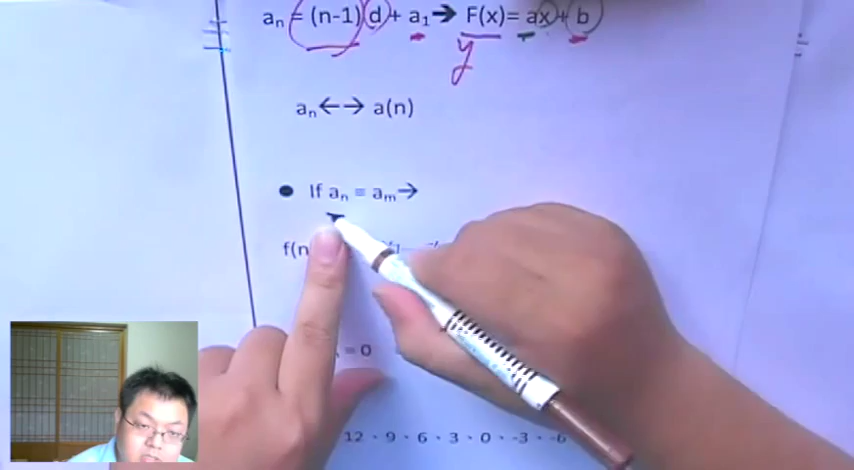 aₙ = (n-1) d + a₁ → F(x) = ax + b
y
aₙ ←→ a(n)
● If aₙ = aₘ →
f(n
= 0
12 · 9 · 6 · 3 · 0 · -3 · -6